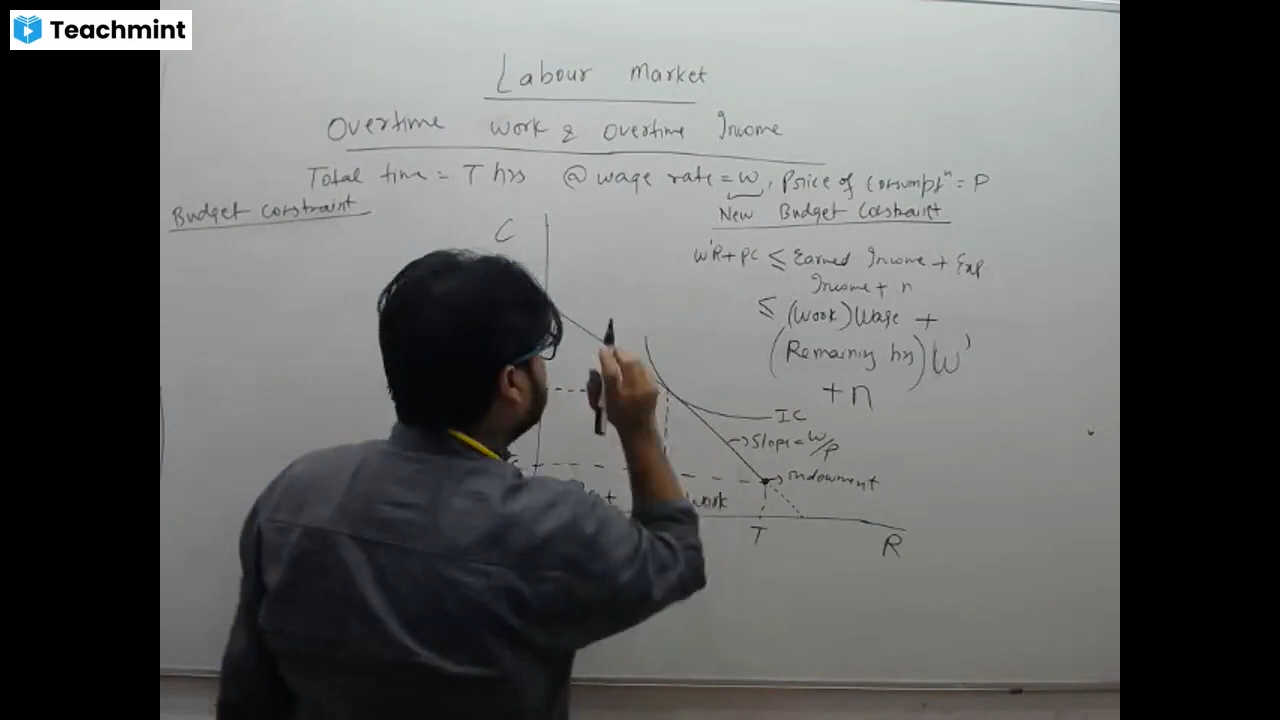 Teachmint
Labour Market
Overtime Work & Overtime Income
Total time = T hrs @ wage rate = w, Price of Consumptⁿ = P
Budget Constraint
New Budget Constraint
C
w'R + PC ≤ Earned Income + Exp
Income + n
≤ (Work) Wage +
(Remaining hrs) w'
+ n
IC
Slope = w/P
endowment
work
T
R